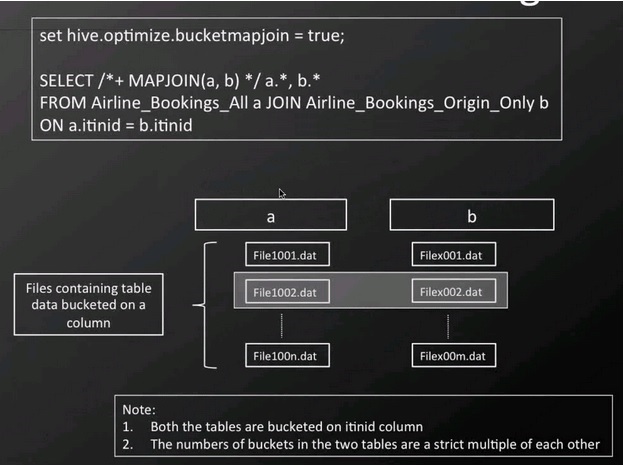 set hive.optimize.bucketmapjoin = true;
SELECT /*+ MAPJOIN(a, b) */ a.*, b.*
FROM Airline_Bookings_All a JOIN Airline_Bookings_Origin_Only b
ON a.itinid = b.itinid
a
b
File1001.dat
Filex001.dat
File1002.dat
Filex002.dat
Files containing table
data bucketed on a
column
File100n.dat
Filex00m.dat
Note:
1. Both the tables are bucketed on itinid column
2. The numbers of buckets in the two tables are a strict multiple of each other